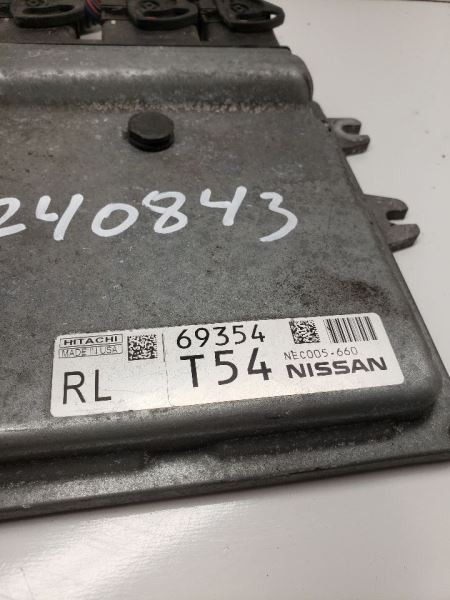 240843
HITACHI 69354
MADE IN USA NEC005-660
RL T54 NISSAN